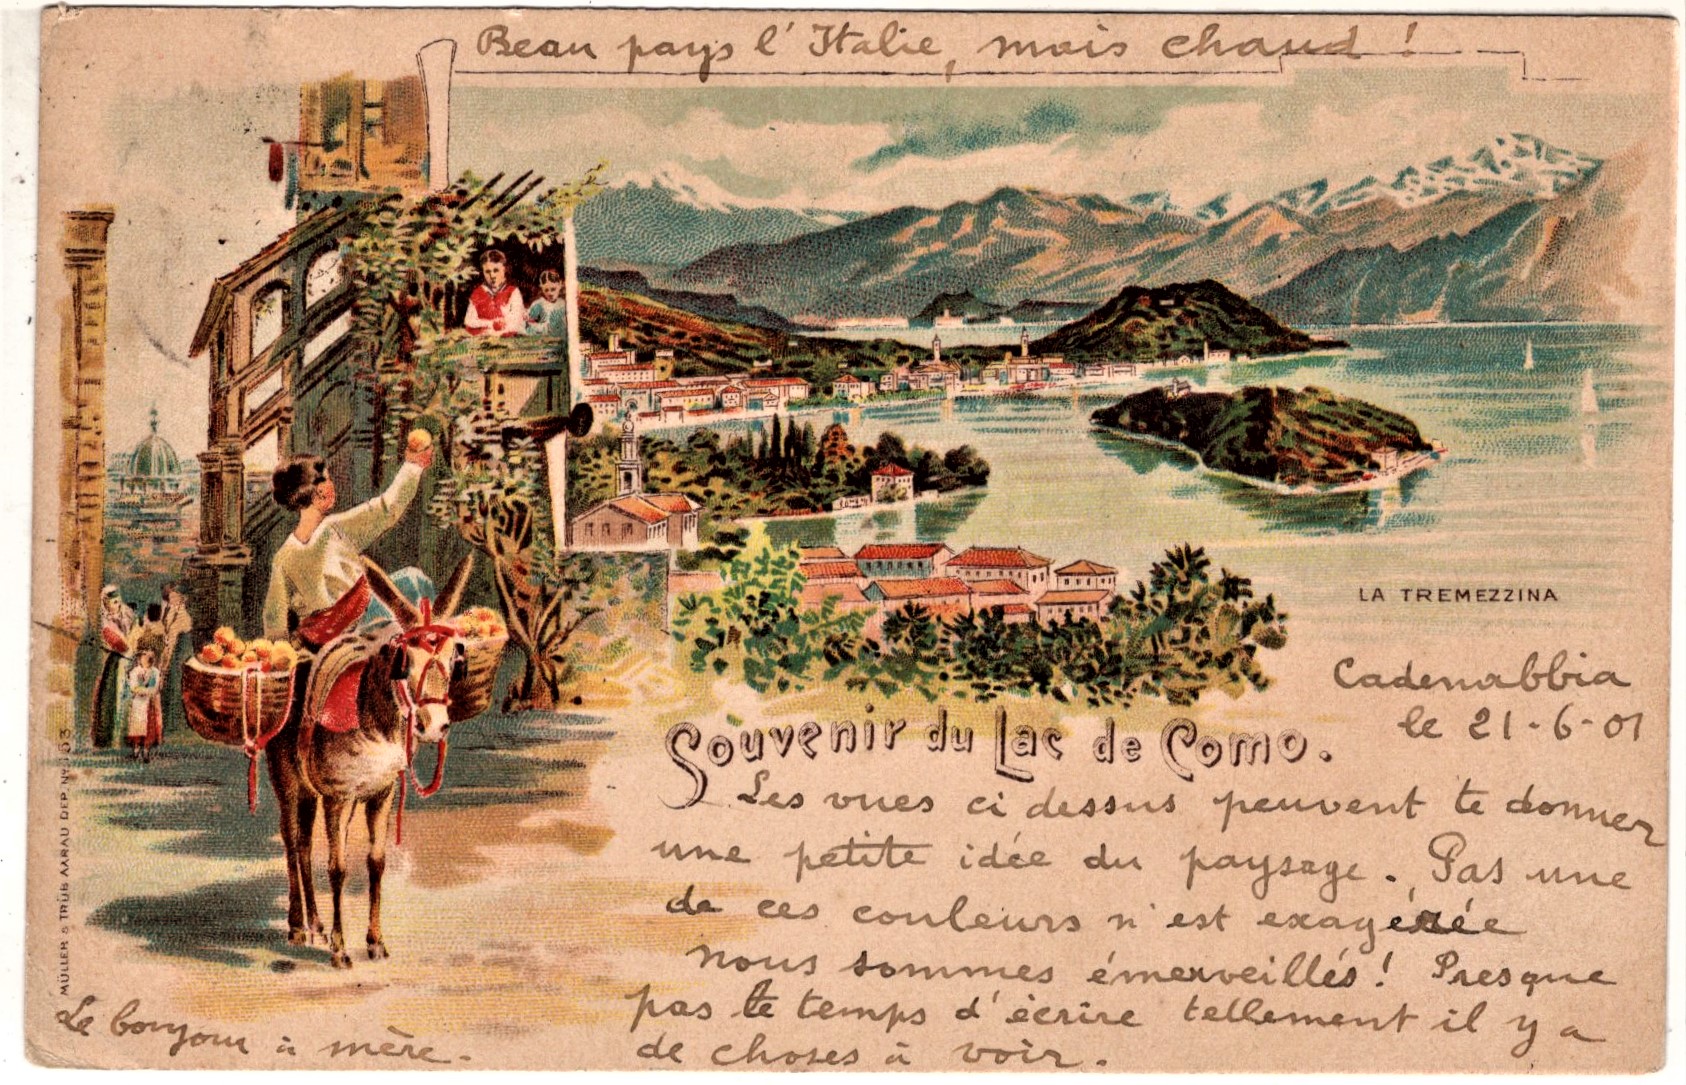 Beau pays l'Italie, mais chaud !
LA TREMEZZINA
Cadenabbia
le 21-6-01
Souvenir du Lac de Como.
Les vues ci dessus peuvent te donner
une petite idée du paysage. Pas une
de ces couleurs n'est exagérée
nous sommes émerveillés! Presque
pas le temps d'écrire tellement il y a
de choses à voir.
Le bonjour à mère.
MÜLLER & TRÜB AARAU DEP. Nº